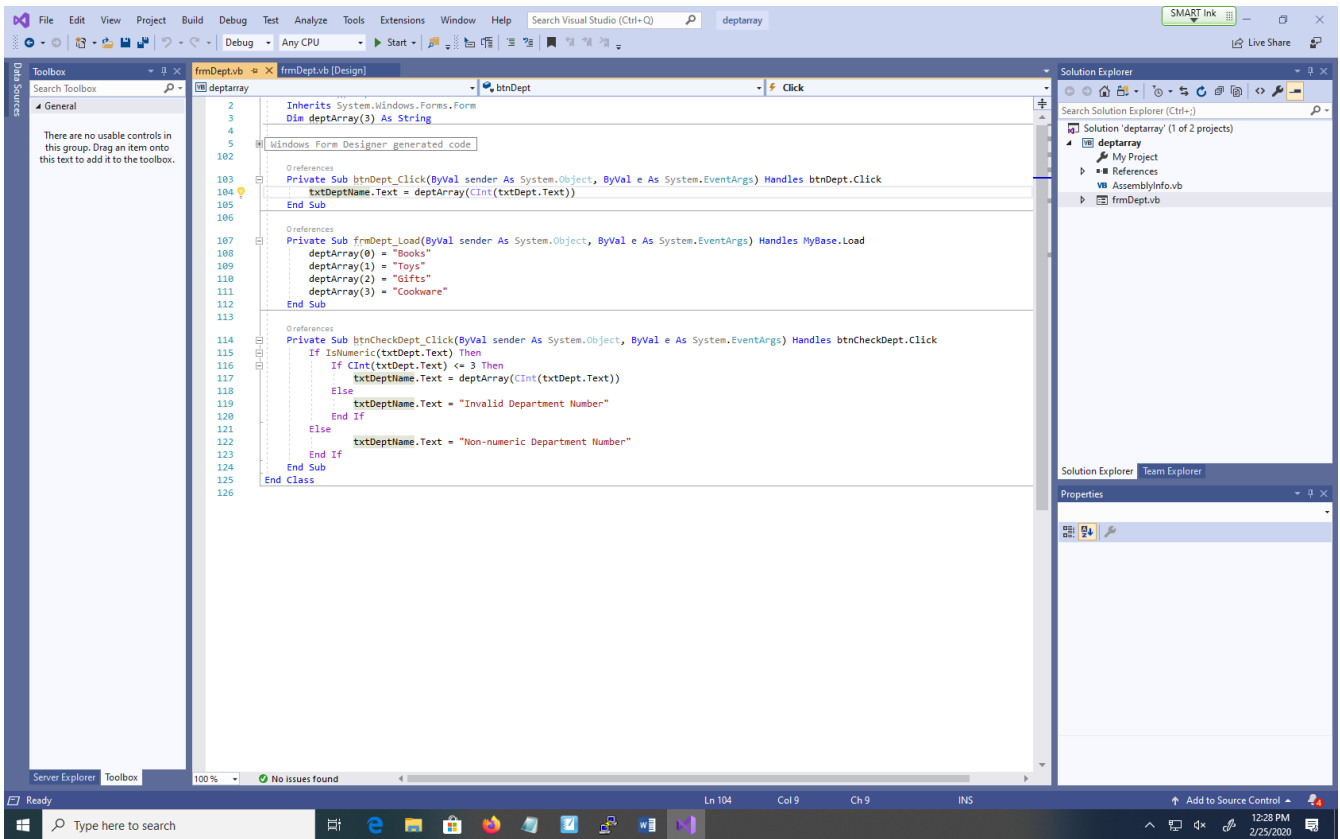 File Edit View Project Build Debug Test Analyze Tools Extensions Window Help Search Visual Studio (Ctrl+Q) deptarray
SMART Ink
Debug Any CPU Start Live Share
Data Sources
Toolbox
Search Toolbox
General
There are no usable controls in
this group. Drag an item onto
this text to add it to the toolbox.
Server Explorer Toolbox
frmDept.vb frmDept.vb [Design]
VB deptarray btnDept Click
2 Inherits System.Windows.Forms.Form
3 Dim deptArray(3) As String
4
5 Windows Form Designer generated code
102
0 references
103 Private Sub btnDept_Click(ByVal sender As System.Object, ByVal e As System.EventArgs) Handles btnDept.Click
104 txtDeptName.Text = deptArray(CInt(txtDept.Text))
105 End Sub
106
0 references
107 Private Sub frmDept_Load(ByVal sender As System.Object, ByVal e As System.EventArgs) Handles MyBase.Load
108 deptArray(0) = "Books"
109 deptArray(1) = "Toys"
110 deptArray(2) = "Gifts"
111 deptArray(3) = "Cookware"
112 End Sub
113
0 references
114 Private Sub btnCheckDept_Click(ByVal sender As System.Object, ByVal e As System.EventArgs) Handles btnCheckDept.Click
115 If IsNumeric(txtDept.Text) Then
116 If CInt(txtDept.Text) <= 3 Then
117 txtDeptName.Text = deptArray(CInt(txtDept.Text))
118 Else
119 txtDeptName.Text = "Invalid Department Number"
120 End If
121 Else
122 txtDeptName.Text = "Non-numeric Department Number"
123 End If
124 End Sub
125 End Class
126
100 % No issues found
Solution Explorer
Search Solution Explorer (Ctrl+;)
Solution 'deptarray' (1 of 2 projects)
VB deptarray
My Project
References
VB AssemblyInfo.vb
frmDept.vb
Solution Explorer Team Explorer
Properties
Ready Ln 104 Col 9 Ch 9 INS Add to Source Control 4
Type here to search
12:28 PM
2/25/2020